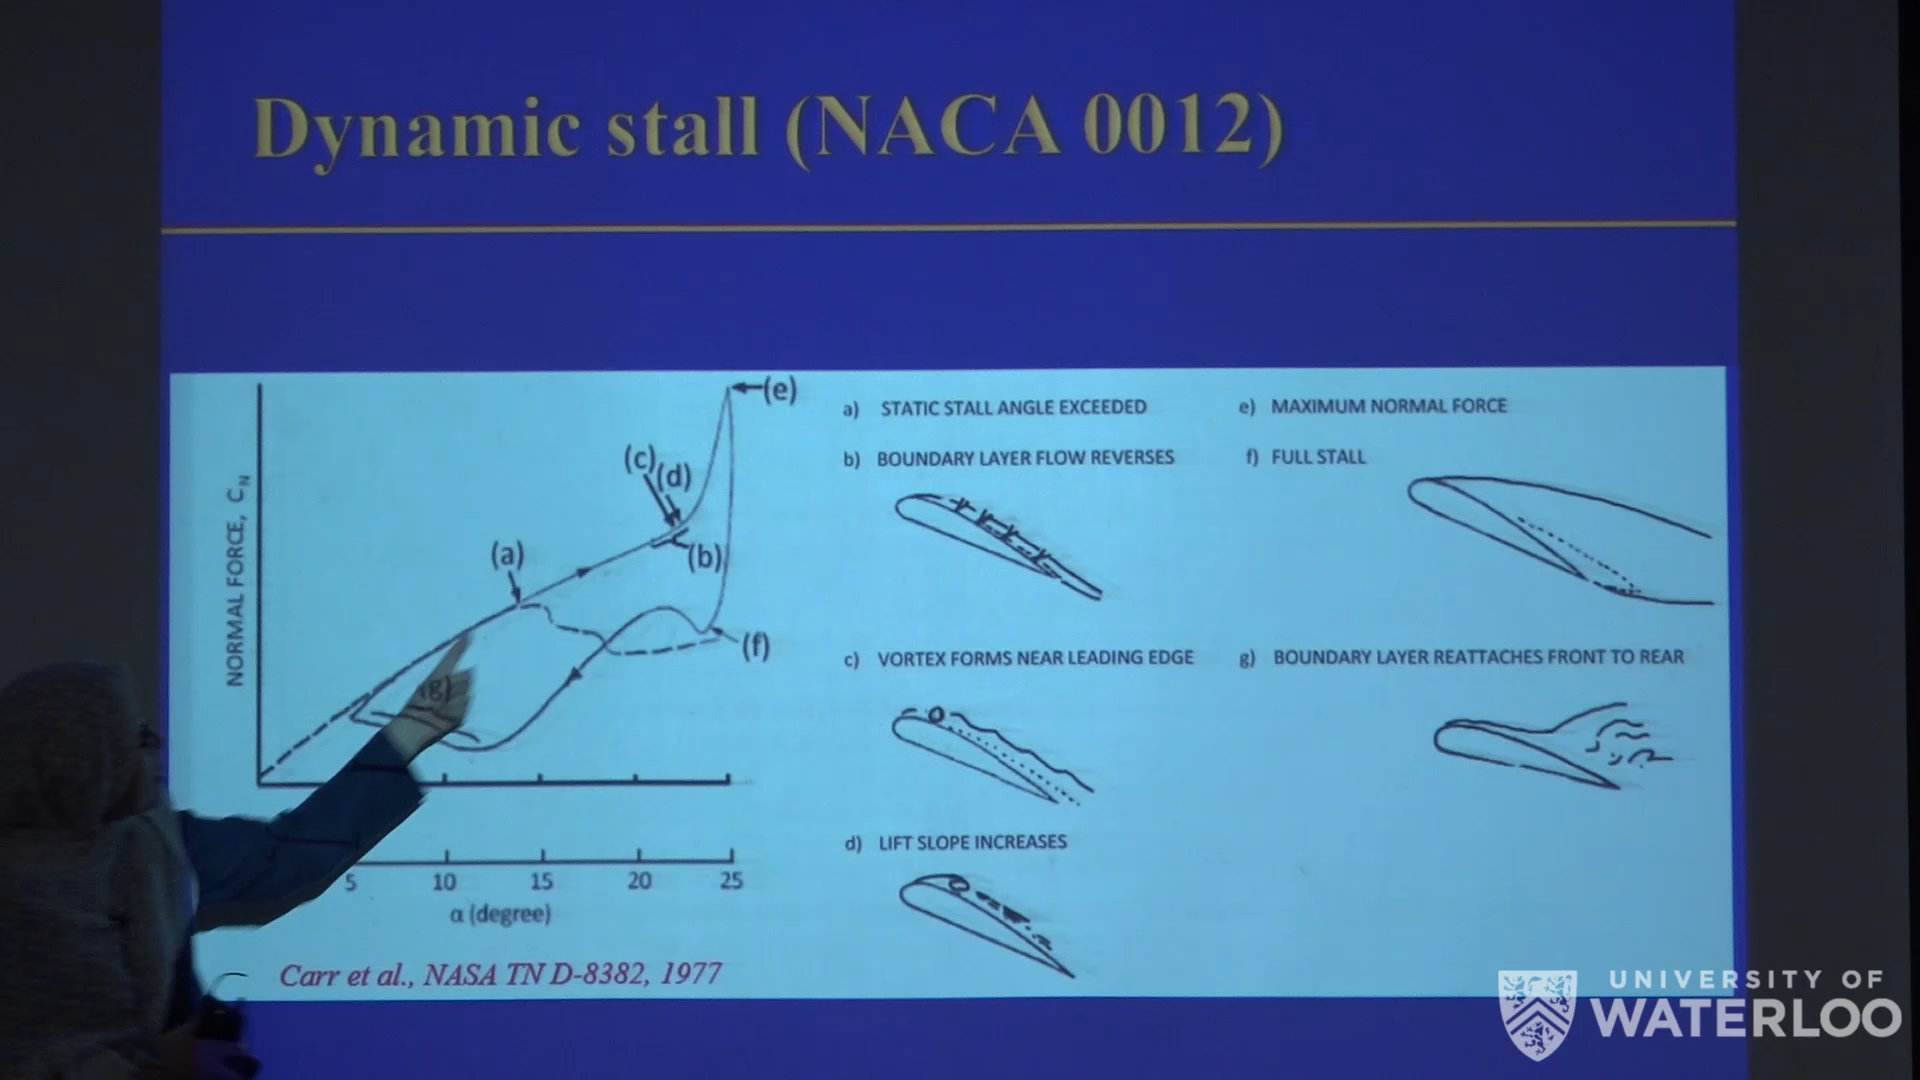 Dynamic stall (NACA 0012)
NORMAL FORCE, CN
(a)
(b)
(c)
(d)
(e)
(f)
(g)
5 10 15 20 25
α (degree)
Carr et al., NASA TN D-8382, 1977
a) STATIC STALL ANGLE EXCEEDED
b) BOUNDARY LAYER FLOW REVERSES
c) VORTEX FORMS NEAR LEADING EDGE
d) LIFT SLOPE INCREASES
e) MAXIMUM NORMAL FORCE
f) FULL STALL
g) BOUNDARY LAYER REATTACHES FRONT TO REAR
UNIVERSITY OF
WATERLOO